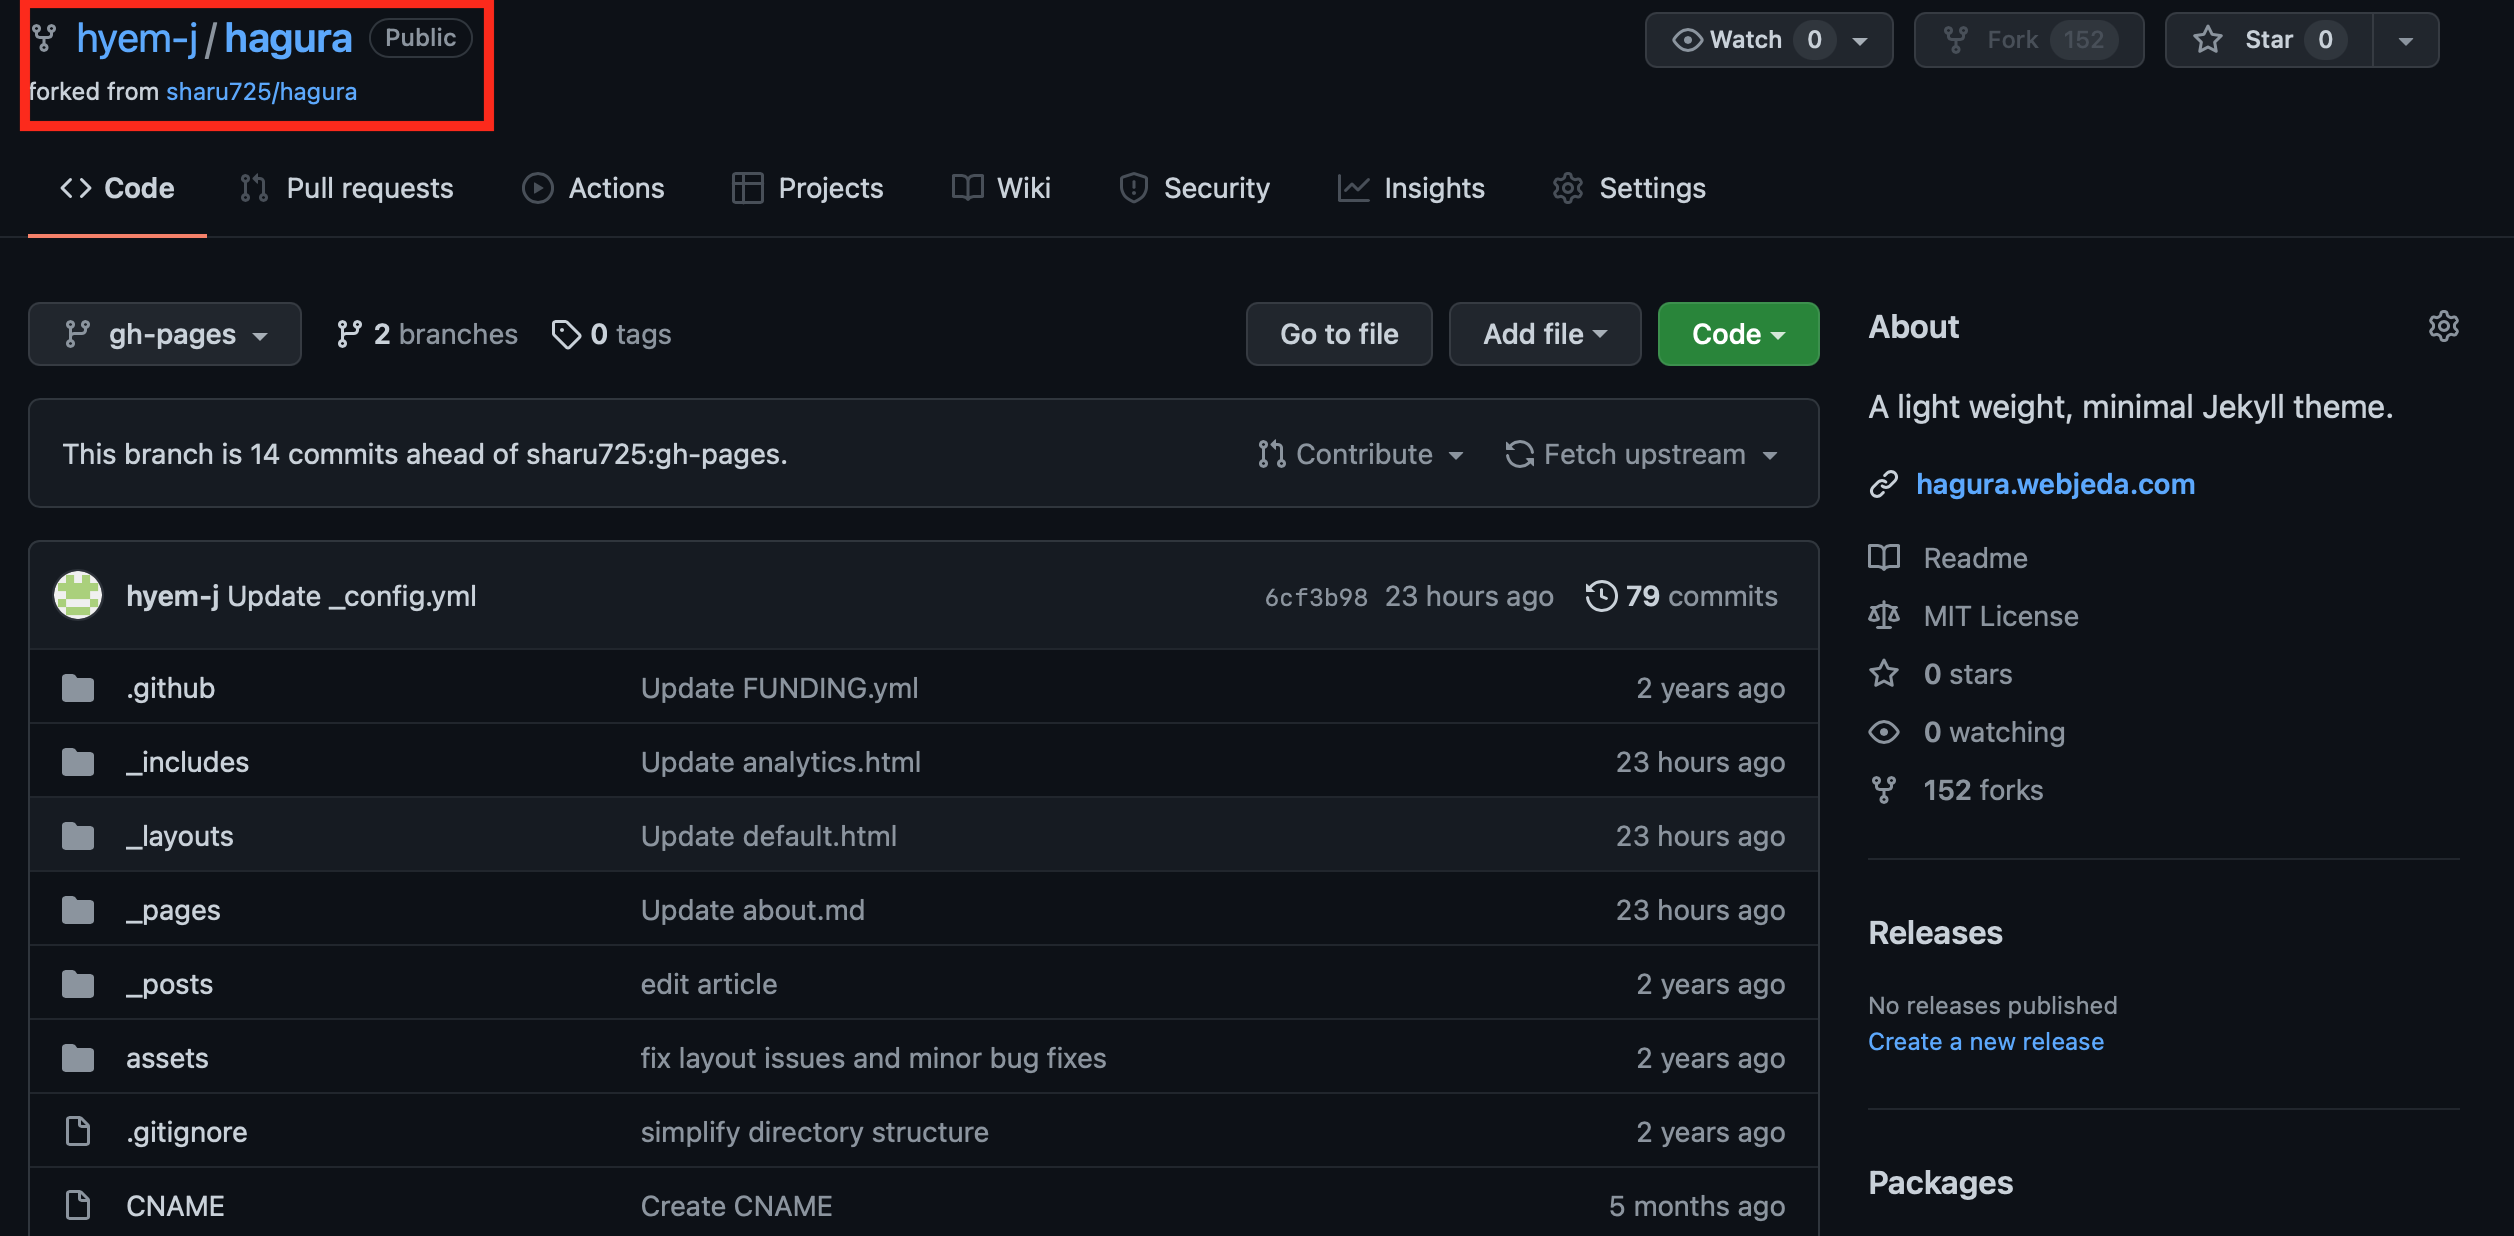 hyem-j / hagura Public
Watch 0 Fork 152 Star 0
forked from sharu725/hagura
Code Pull requests Actions Projects Wiki Security Insights Settings
gh-pages 2 branches 0 tags Go to file Add file Code
This branch is 14 commits ahead of sharu725:gh-pages. Contribute Fetch upstream
hyem-j Update _config.yml 6cf3b98 23 hours ago 79 commits
.github Update FUNDING.yml 2 years ago
_includes Update analytics.html 23 hours ago
_layouts Update default.html 23 hours ago
_pages Update about.md 23 hours ago
_posts edit article 2 years ago
assets fix layout issues and minor bug fixes 2 years ago
.gitignore simplify directory structure 2 years ago
CNAME Create CNAME 5 months ago
About
A light weight, minimal Jekyll theme.
hagura.webjeda.com
Readme
MIT License
0 stars
0 watching
152 forks
Releases
No releases published
Create a new release
Packages